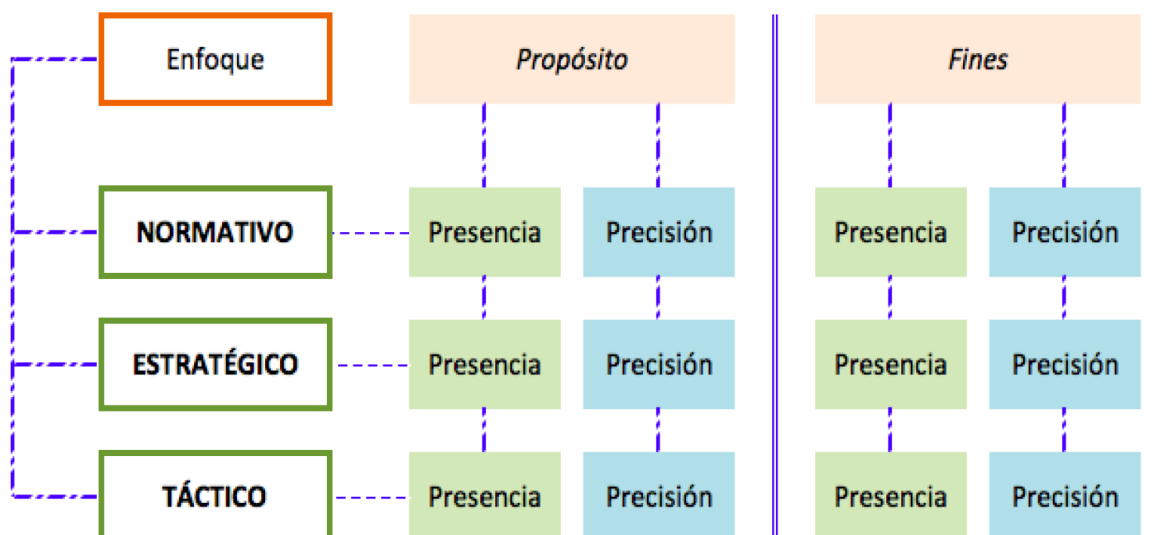 Enfoque Propósito Fines
NORMATIVO Presencia Precisión Presencia Precisión
ESTRATÉGICO Presencia Precisión Presencia Precisión
TÁCTICO Presencia Precisión Presencia Precisión